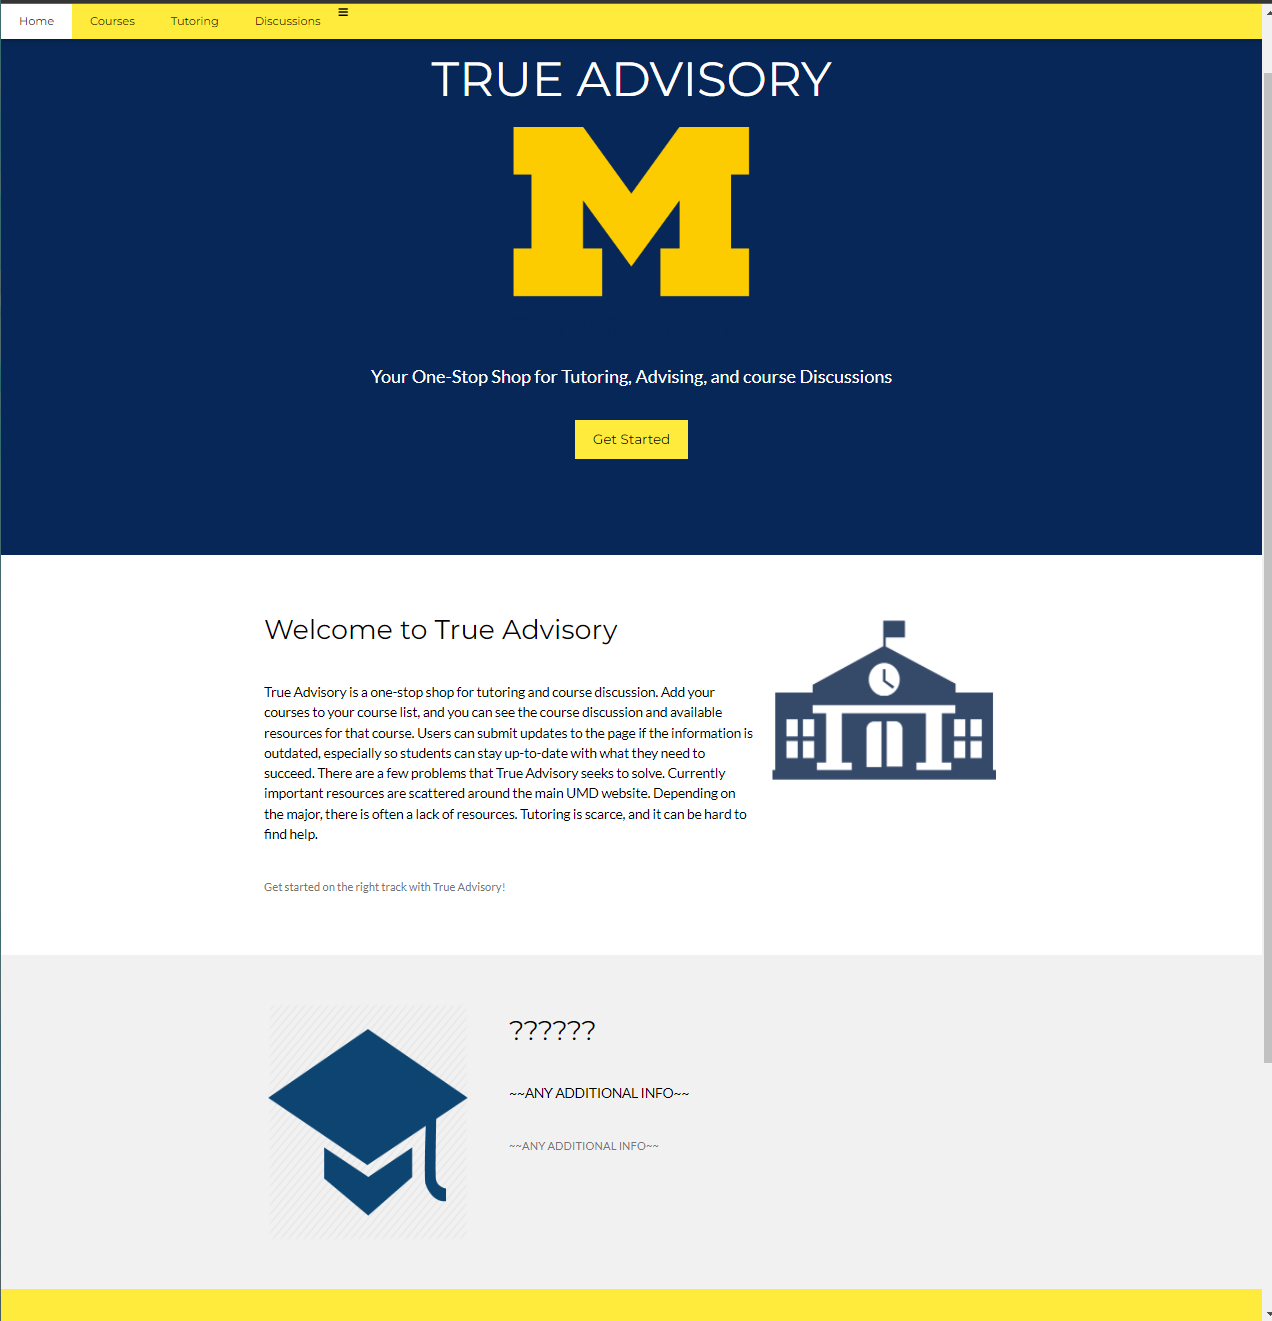 Home Courses Tutoring Discussions
TRUE ADVISORY
M
Your One-Stop Shop for Tutoring, Advising, and course Discussions
Get Started
Welcome to True Advisory
True Advisory is a one-stop shop for tutoring and course discussion. Add your
courses to your course list, and you can see the course discussion and available
resources for that course. Users can submit updates to the page if the information is
outdated, especially so students can stay up-to-date with what they need to
succeed. There are a few problems that True Advisory seeks to solve. Currently
important resources are scattered around the main UMD website. Depending on
the major, there is often a lack of resources. Tutoring is scarce, and it can be hard to
find help.
Get started on the right track with True Advisory!
??????
~~ANY ADDITIONAL INFO~~
~~ANY ADDITIONAL INFO~~